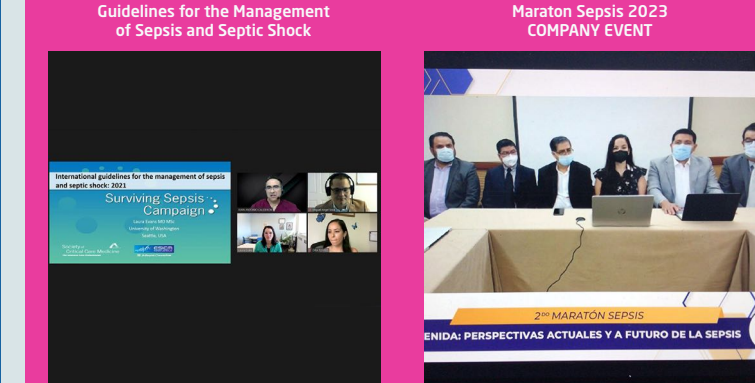 Guidelines for the Management
of Sepsis and Septic Shock
Maraton Sepsis 2023
COMPANY EVENT
International guidelines for the management of sepsis
and septic shock: 2021
Surviving Sepsis
Campaign
Laura Evans MD MSc
University of Washington
Seattle, USA
Society of
Critical Care Medicine
ESICM
2do MARATÓN SEPSIS
ENIDA: PERSPECTIVAS ACTUALES Y A FUTURO DE LA SEPSIS